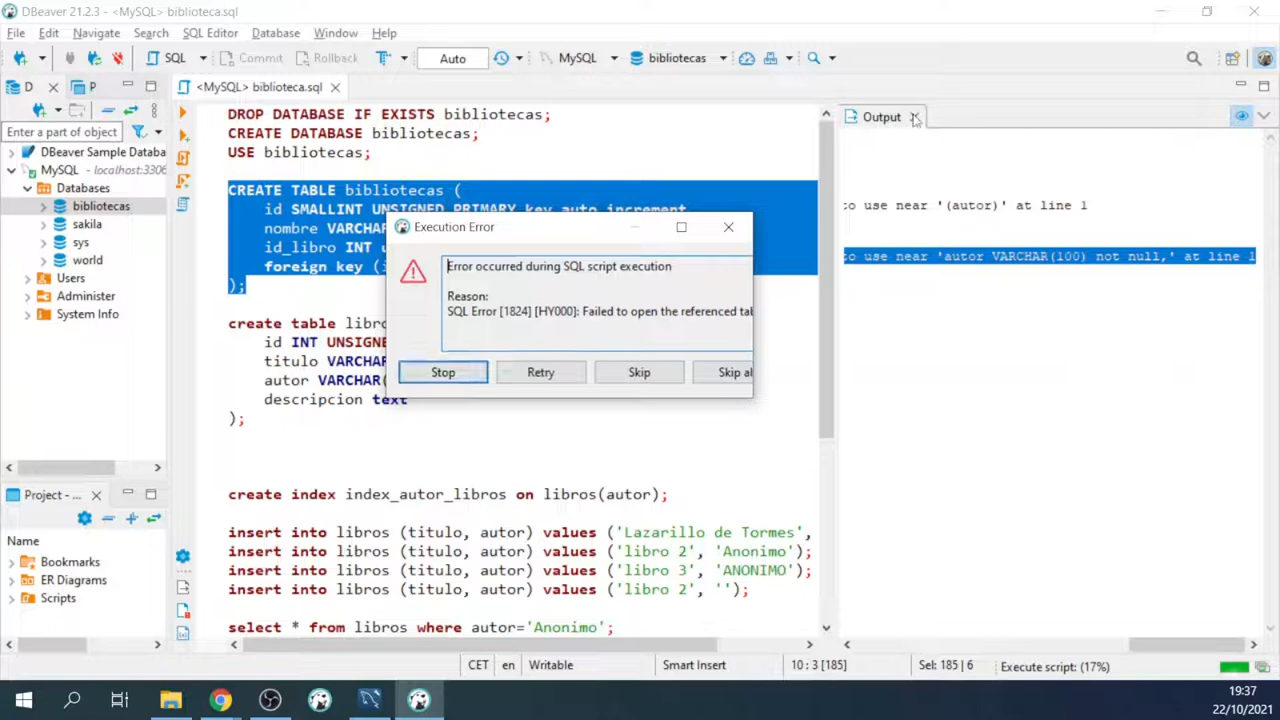 DBeaver 21.2.3 - <MySQL> biblioteca.sql
File Edit Navigate Search SQL Editor Database Window Help
SQL Commit Rollback Auto MySQL bibliotecas
D P <MySQL> biblioteca.sql
Enter a part of object
DBeaver Sample Databa
MySQL - localhost:3306
Databases
bibliotecas
sakila
sys
world
Users
Administer
System Info
Project - ...
Name
Bookmarks
ER Diagrams
Scripts
DROP DATABASE IF EXISTS bibliotecas;
CREATE DATABASE bibliotecas;
USE bibliotecas;
CREATE TABLE bibliotecas (
id SMALLINT UNSIGNED PRIMARY key auto_increment,
nombre VARCHA
id_libro INT u
foreign key (i
);
create table libro
id INT UNSIGNE
titulo VARCHA
autor VARCHAR(
descripcion text
);
create index index_autor_libros on libros(autor);
insert into libros (titulo, autor) values ('Lazarillo de Tormes',
insert into libros (titulo, autor) values ('libro 2', 'Anonimo');
insert into libros (titulo, autor) values ('libro 3', 'ANONIMO');
insert into libros (titulo, autor) values ('libro 2', '');
select * from libros where autor='Anonimo';
Execution Error
Error occurred during SQL script execution
Reason:
SQL Error [1824] [HY000]: Failed to open the referenced tab
Stop Retry Skip Skip al
Output
to use near '(autor)' at line 1
to use near 'autor VARCHAR(100) not null,' at line 1
CET en Writable Smart Insert 10 : 3 [185] Sel: 185 | 6 Execute script: (17%)
19:37
22/10/2021